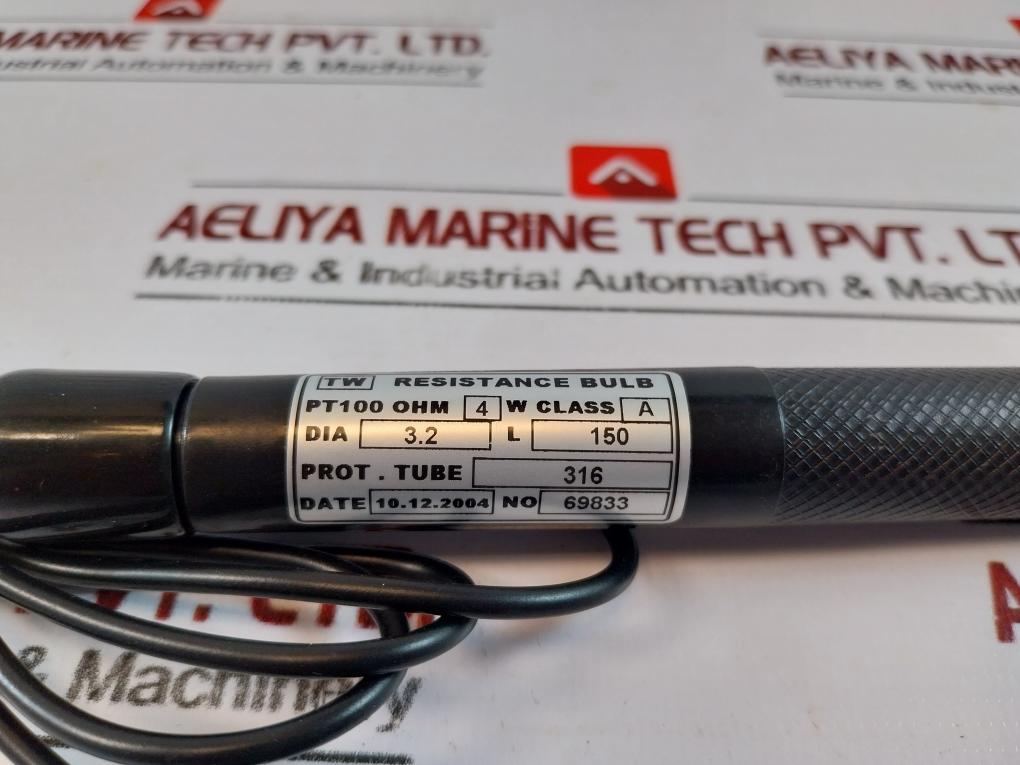 MARINE TECH PVT. LTD.
ustrial Automation & Machinery
AELIYA MAR
Marine & Indust
AELIYA MARINE TECH PVT. LT
Marine & Industrial Automation & Machin
TW RESISTANCE BULB
PT100 OHM 4 W CLASS A
DIA 3.2 L 150
PROT . TUBE 316
DATE 10.12.2004 NO 69833
& Machinery